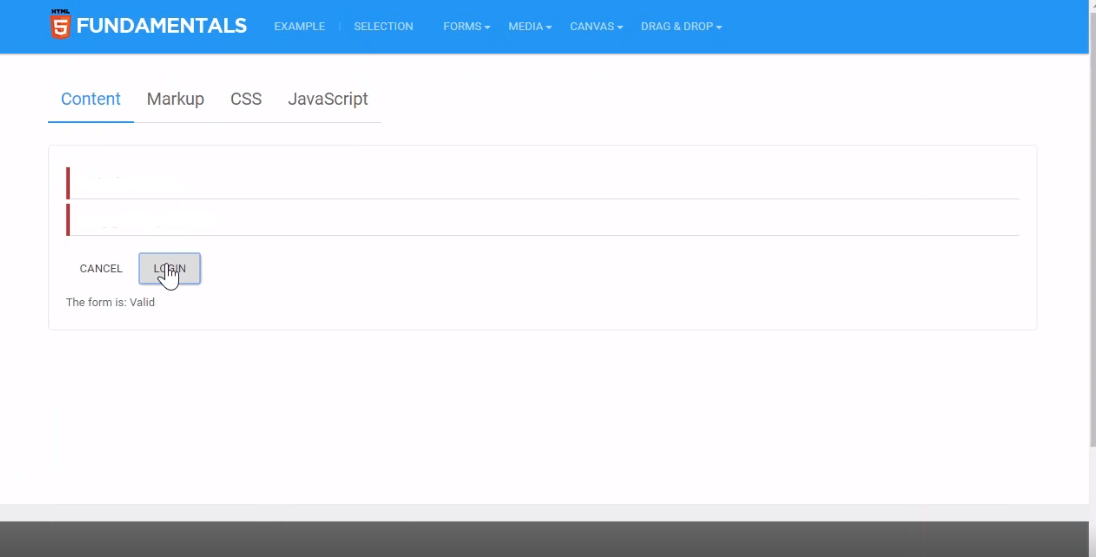 HTML
5 FUNDAMENTALS EXAMPLE | SELECTION FORMS MEDIA CANVAS DRAG & DROP
Content Markup CSS JavaScript
CANCEL LOGIN
The form is: Valid